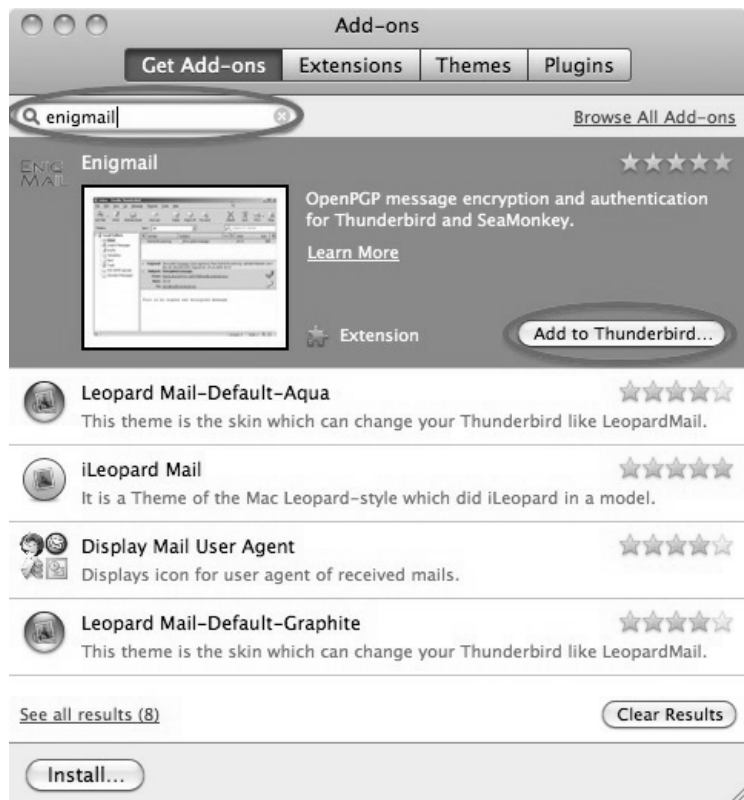 Add-ons
Get Add-ons Extensions Themes Plugins
enigmail Browse All Add-ons
ENIG
MAIL
Enigmail
OpenPGP message encryption and authentication
for Thunderbird and SeaMonkey.
Learn More
Extension Add to Thunderbird...
Leopard Mail-Default-Aqua
This theme is the skin which can change your Thunderbird like LeopardMail.
iLeopard Mail
It is a Theme of the Mac Leopard-style which did iLeopard in a model.
Display Mail User Agent
Displays icon for user agent of received mails.
Leopard Mail-Default-Graphite
This theme is the skin which can change your Thunderbird like LeopardMail.
See all results (8) Clear Results
Install...